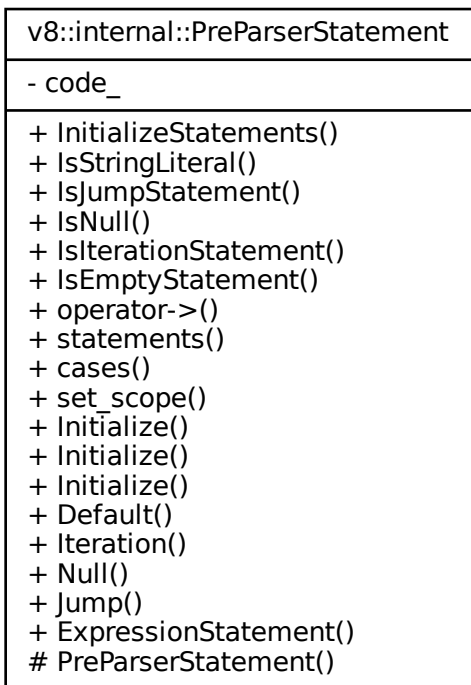 v8::internal::PreParserStatement
- code_
+ InitializeStatements()
+ IsStringLiteral()
+ IsJumpStatement()
+ IsNull()
+ IsIterationStatement()
+ IsEmptyStatement()
+ operator->()
+ statements()
+ cases()
+ set_scope()
+ Initialize()
+ Initialize()
+ Initialize()
+ Default()
+ Iteration()
+ Null()
+ Jump()
+ ExpressionStatement()
# PreParserStatement()